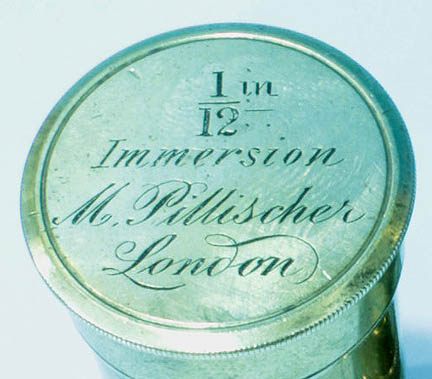 1/12 in
Immersion
M. Pillischer
London